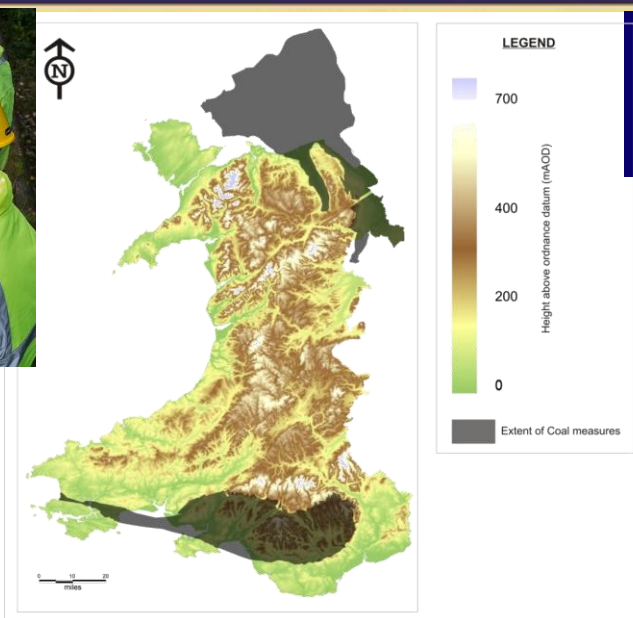 N
LEGEND
700
400
200
0
Height above ordnance datum (mAOD)
Extent of Coal measures
0 10 20
miles